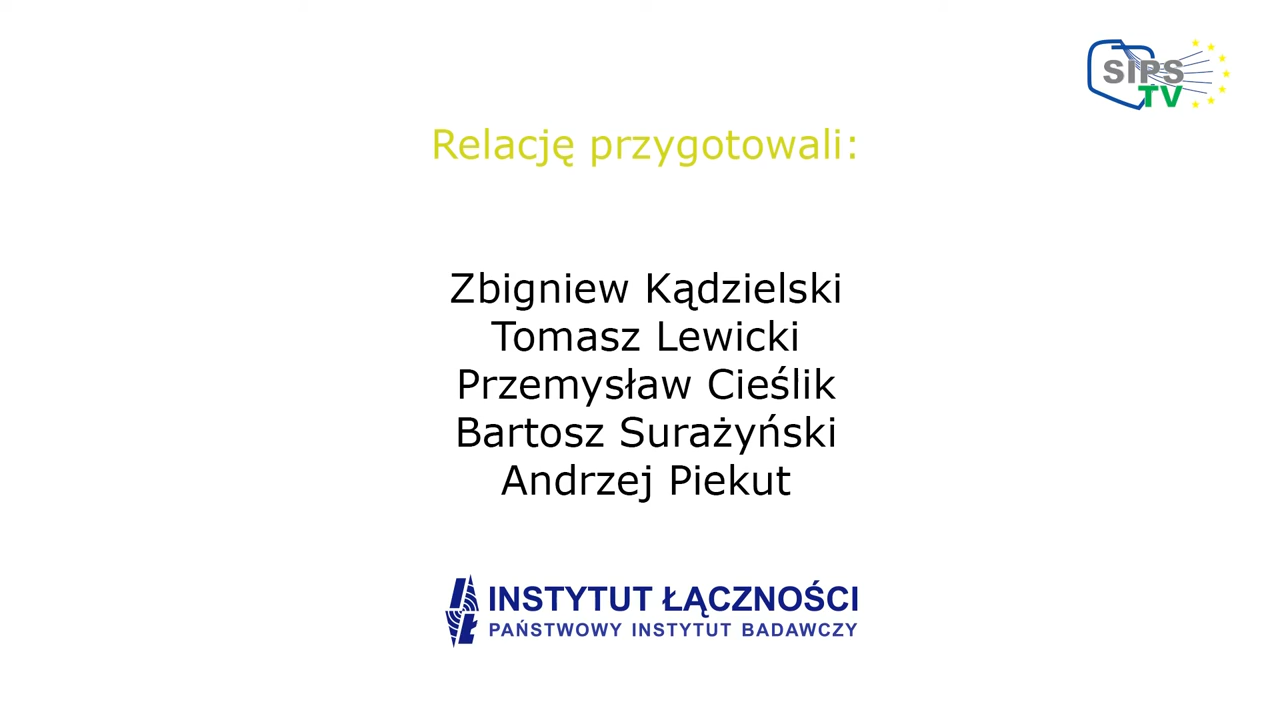 SIPS
TV
Relację przygotowali:
Zbigniew Kądzielski
Tomasz Lewicki
Przemysław Cieślik
Bartosz Surażyński
Andrzej Piekut
INSTYTUT ŁĄCZNOŚCI
PAŃSTWOWY INSTYTUT BADAWCZY